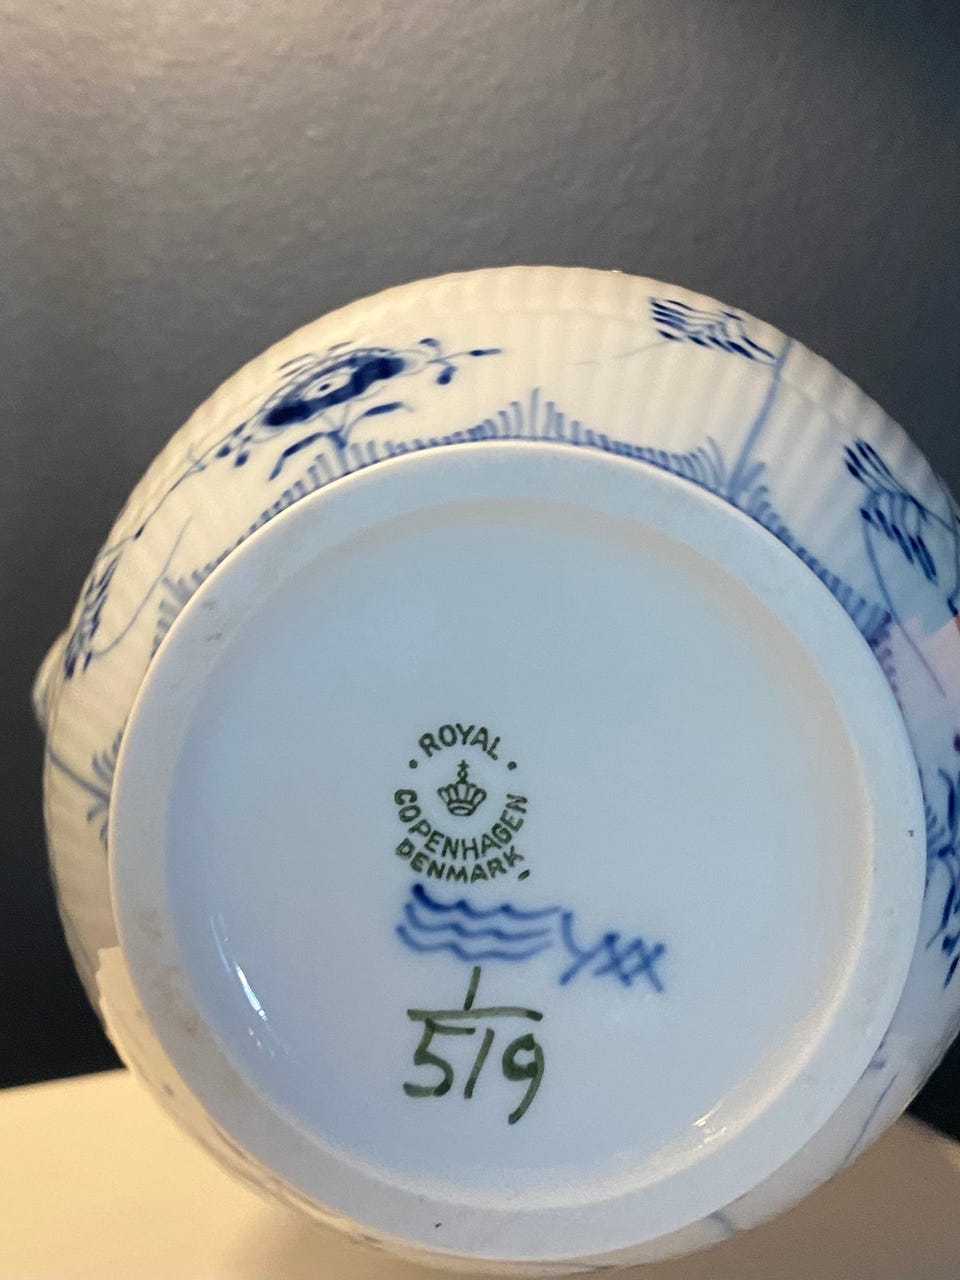 ROYAL
COPENHAGEN
DENMARK
1
519